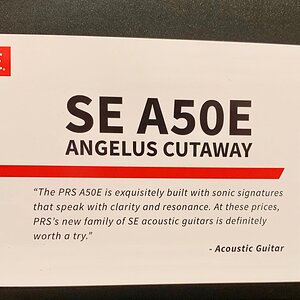 SE A50E
ANGELUS CUTAWAY
“The PRS A50E is exquisitely built with sonic signatures
that speak with clarity and resonance. At these prices,
PRS’s new family of SE acoustic guitars is definitely
worth a try.”
- Acoustic Guitar